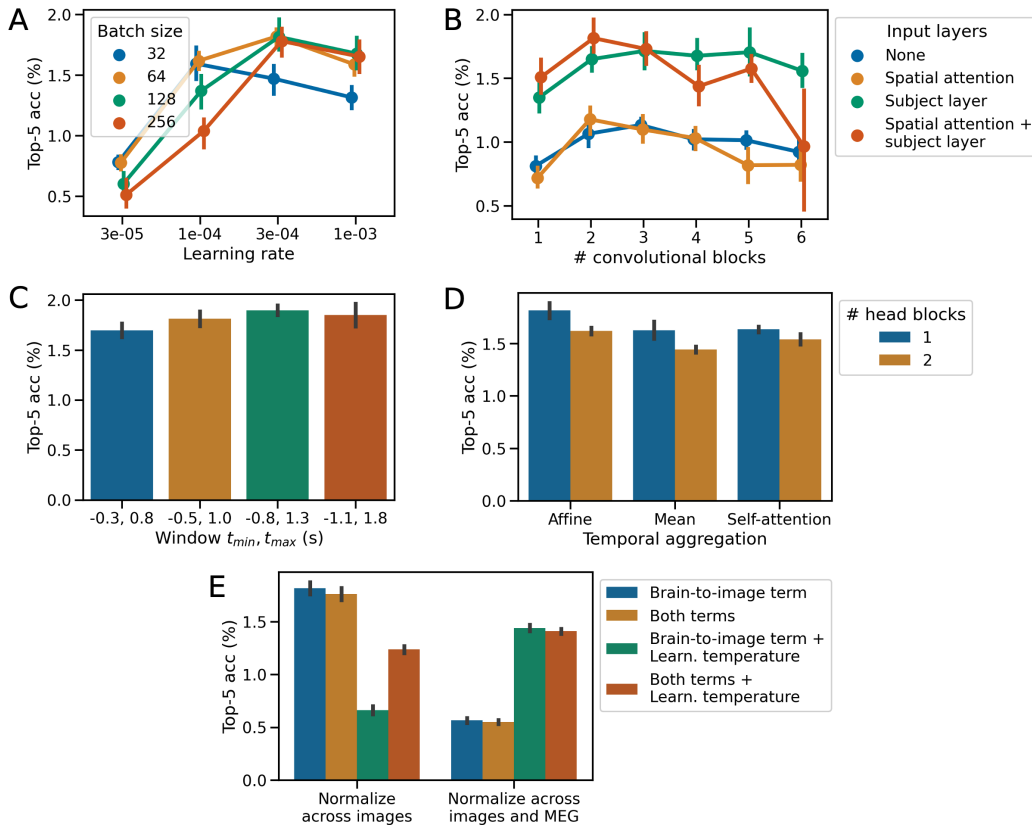 A
Top-5 acc (%)
2.0
1.5
1.0
0.5
Batch size
32
64
128
256
3e-05 1e-04 3e-04 1e-03
Learning rate
B
Top-5 acc (%)
2.0
1.5
1.0
0.5
1 2 3 4 5 6
# convolutional blocks
Input layers
None
Spatial attention
Subject layer
Spatial attention +
subject layer
C
Top-5 acc (%)
2.0
1.5
1.0
0.5
0.0
-0.3, 0.8 -0.5, 1.0 -0.8, 1.3 -1.1, 1.8
Window tmin, tmax (s)
D
Top-5 acc (%)
1.5
1.0
0.5
0.0
Affine Mean Self-attention
Temporal aggregation
# head blocks
1
2
E
Top-5 acc (%)
1.5
1.0
0.5
0.0
Normalize
across images
Normalize across
images and MEG
Brain-to-image term
Both terms
Brain-to-image term +
Learn. temperature
Both terms +
Learn. temperature